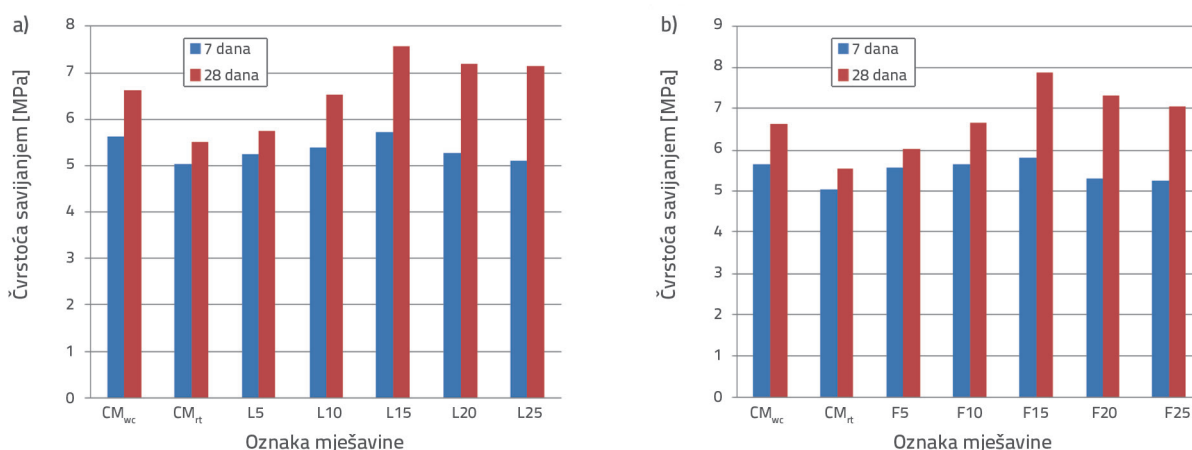 a)
Čvrstoća savijanjem [MPa]
8
7
6
5
4
3
2
1
0
7 dana
28 dana
CMwc CMrt L5 L10 L15 L20 L25
Oznaka mješavine
b)
Čvrstoća savijanjem [MPa]
9
8
7
6
5
4
3
2
1
0
7 dana
28 dana
CMwc CMrt F5 F10 F15 F20 F25
Oznaka mješavine